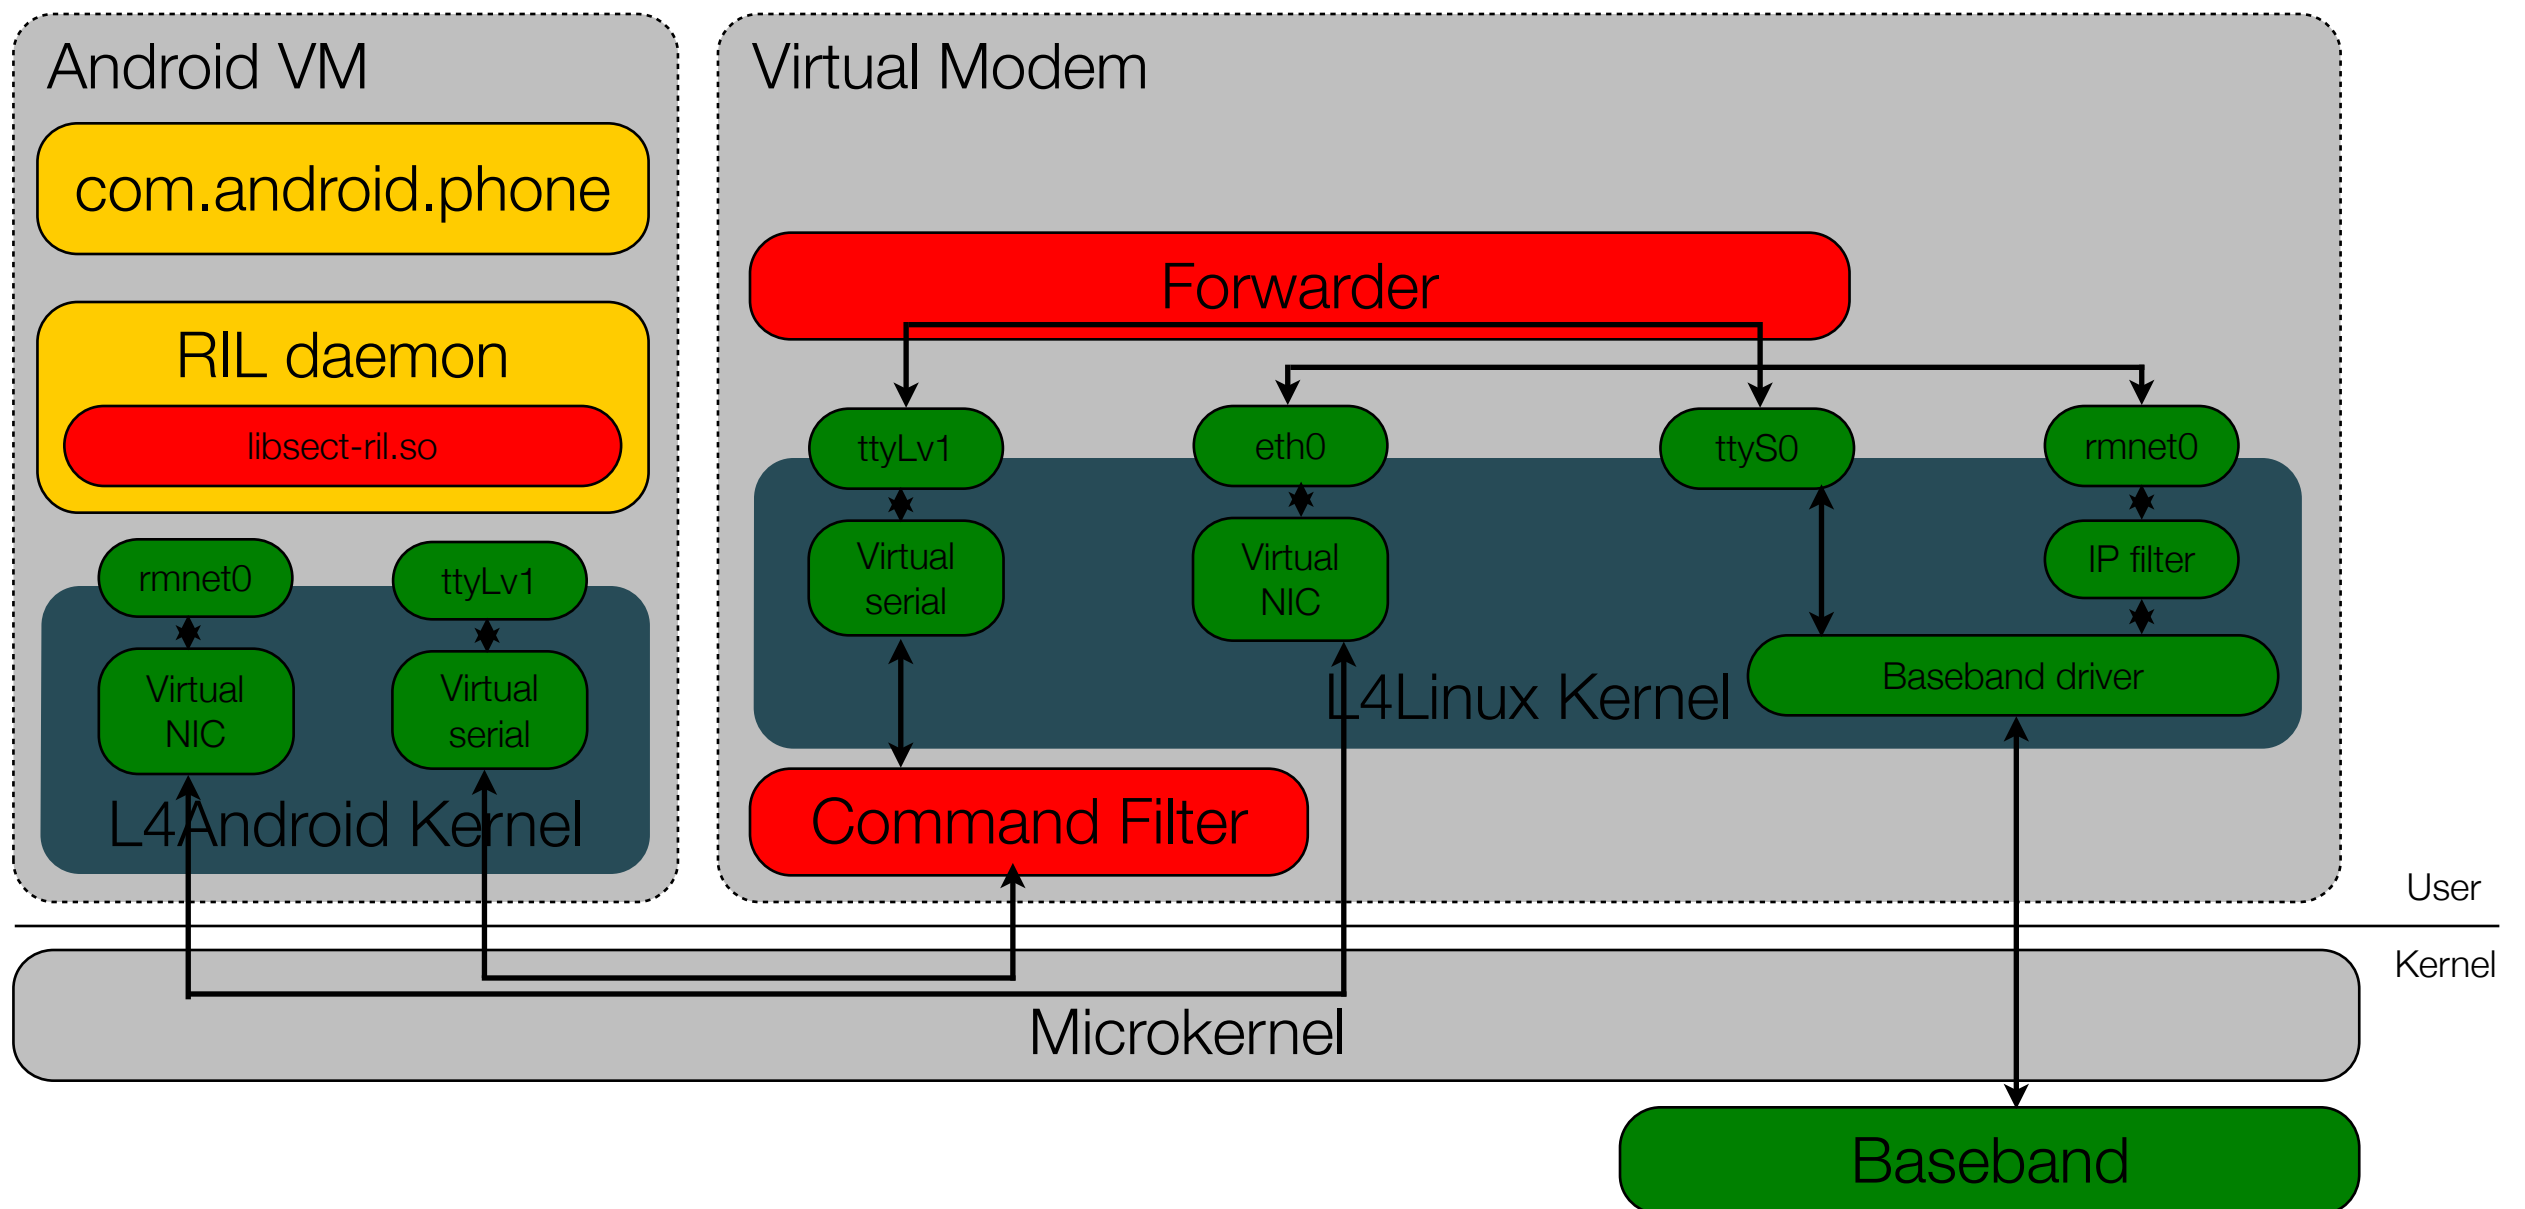 Android VM
com.android.phone
RIL daemon
libsect-ril.so
rmnet0
ttyLv1
Virtual
NIC
Virtual
serial
L4Android Kernel
Virtual Modem
Forwarder
ttyLv1
eth0
ttyS0
rmnet0
Virtual
serial
Virtual
NIC
IP filter
Baseband driver
L4Linux Kernel
Command Filter
User
Kernel
Microkernel
Baseband